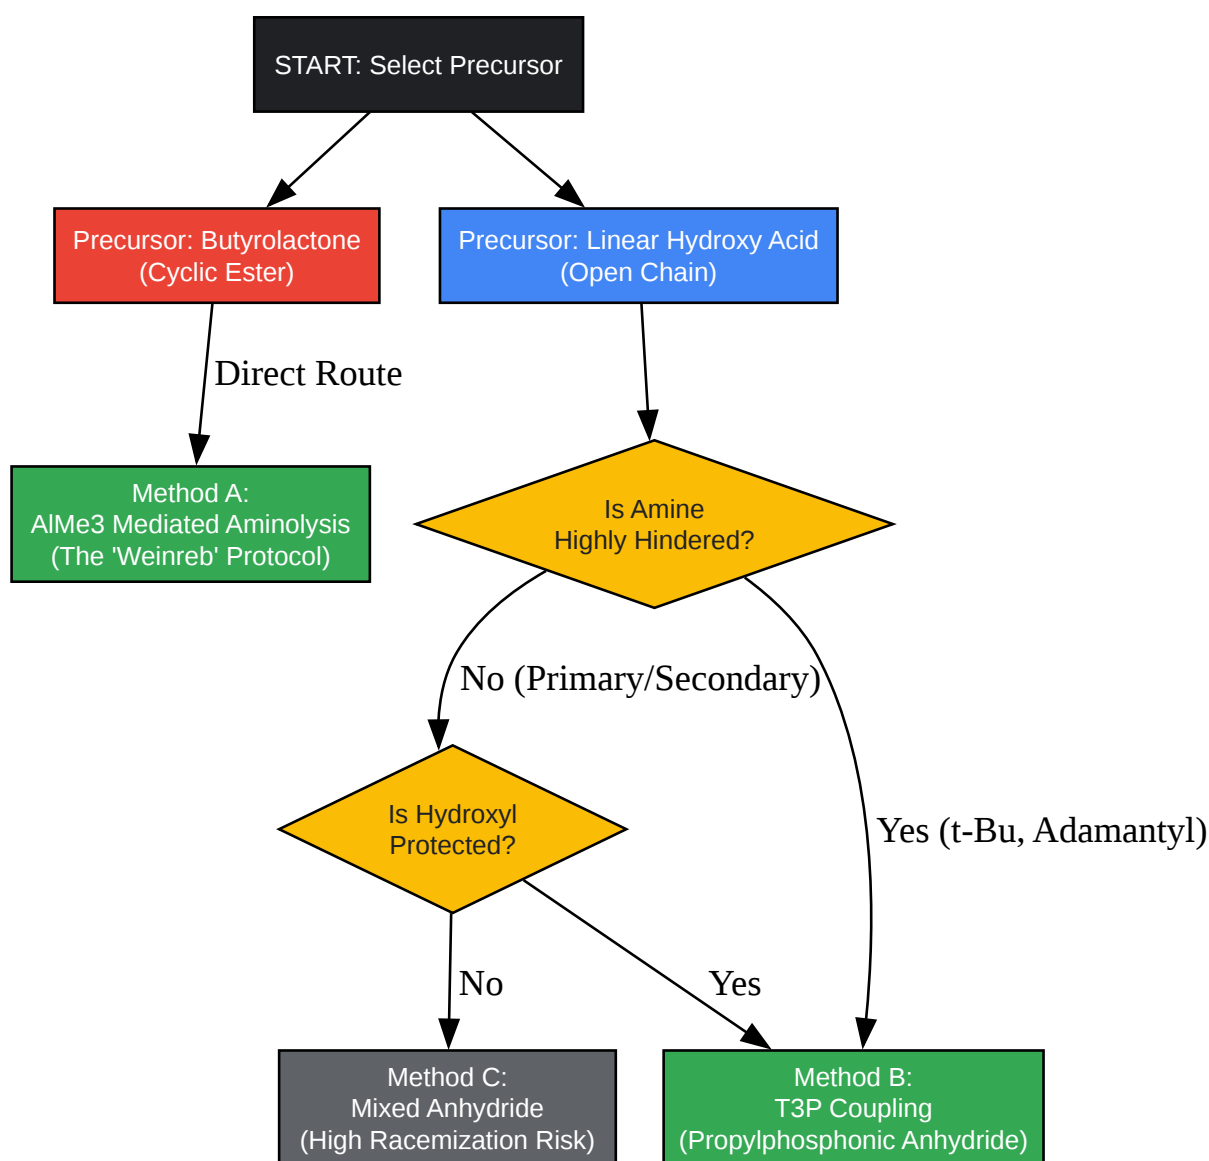 START: Select Precursor
Precursor: Butyrolactone
(Cyclic Ester)
Precursor: Linear Hydroxy Acid
(Open Chain)
Direct Route
Method A:
AlMe3 Mediated Aminolysis
(The 'Weinreb' Protocol)
Is Amine
Highly Hindered?
No (Primary/Secondary)
Yes (t-Bu, Adamantyl)
Is Hydroxyl
Protected?
No
Yes
Method C:
Mixed Anhydride
(High Racemization Risk)
Method B:
T3P Coupling
(Propylphosphonic Anhydride)